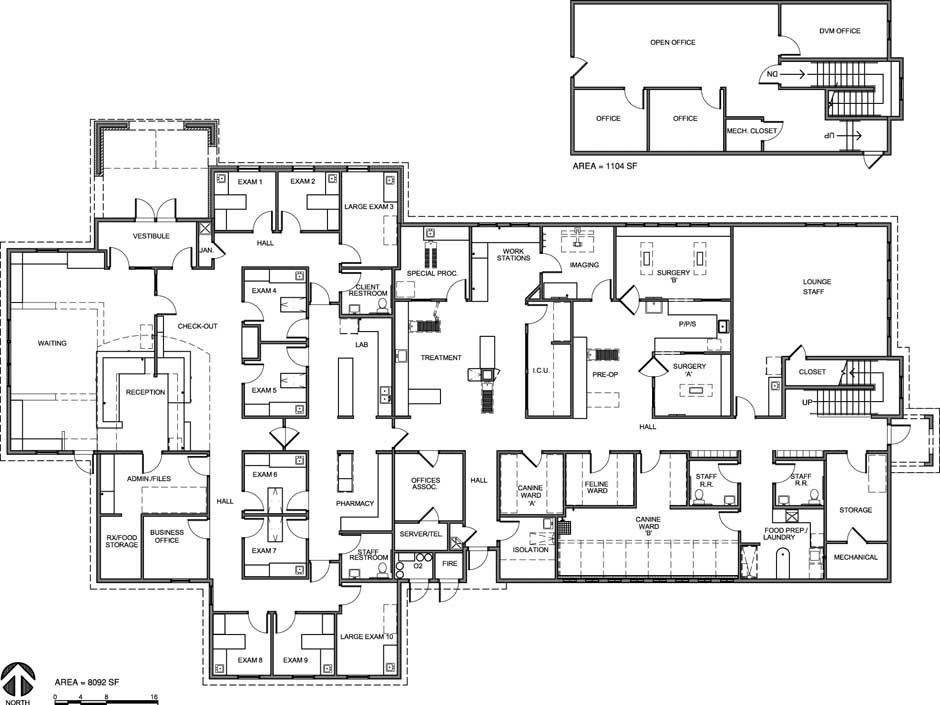 OPEN OFFICE
DVM OFFICE
DN
OFFICE
OFFICE
MECH. CLOSET
UP
AREA = 1104 SF
EXAM 1
EXAM 2
LARGE EXAM 3
VESTIBULE
JAN.
HALL
SPECIAL PROC.
WORK
STATIONS
IMAGING
SURGERY
'B'
LOUNGE
STAFF
EXAM 4
CLIENT
RESTROOM
WAITING
CHECK-OUT
LAB
TREATMENT
I.C.U.
PRE-OP
P/P/S
SURGERY
'A'
CLOSET
UP
EXAM 5
RECEPTION
HALL
ADMIN./FILES
HALL
EXAM 6
PHARMACY
OFFICES
ASSOC.
HALL
CANINE
WARD
'A'
FELINE
WARD
STAFF
R.R.
STAFF
R.R.
STORAGE
RX/FOOD
STORAGE
BUSINESS
OFFICE
EXAM 7
STAFF
RESTROOM
SERVER/TEL.
O2
FIRE
ISOLATION
CANINE
WARD
'B'
FOOD PREP /
LAUNDRY
MECHANICAL
EXAM 8
EXAM 9
LARGE EXAM 10
AREA = 8092 SF
NORTH
0 4 8 16